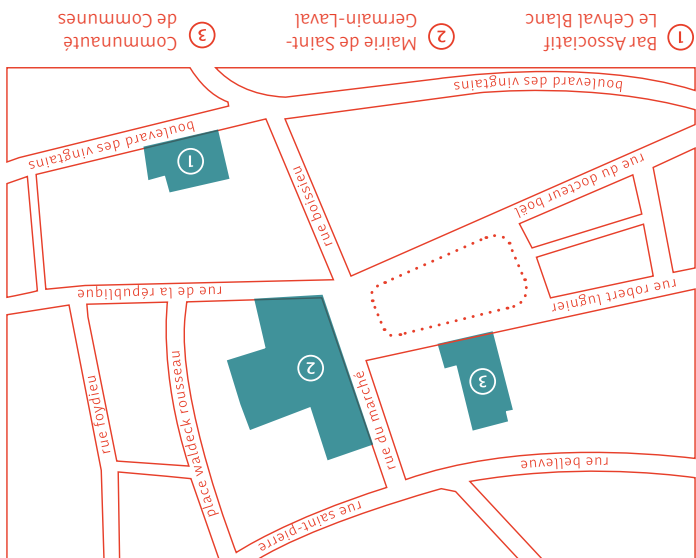 rue saint-pierre
rue bellevue
place waldeck rousseau
rue foydieu
rue du marché
3
2
rue robert lugnier
rue de la république
rue du docteur boël
rue boissieu
1
boulevard des vingtains
boulevard des vingtains
1 Bar Associatif
Le Cehval Blanc
2 Mairie de Saint-
Germain-Laval
3 Communauté
de Communes